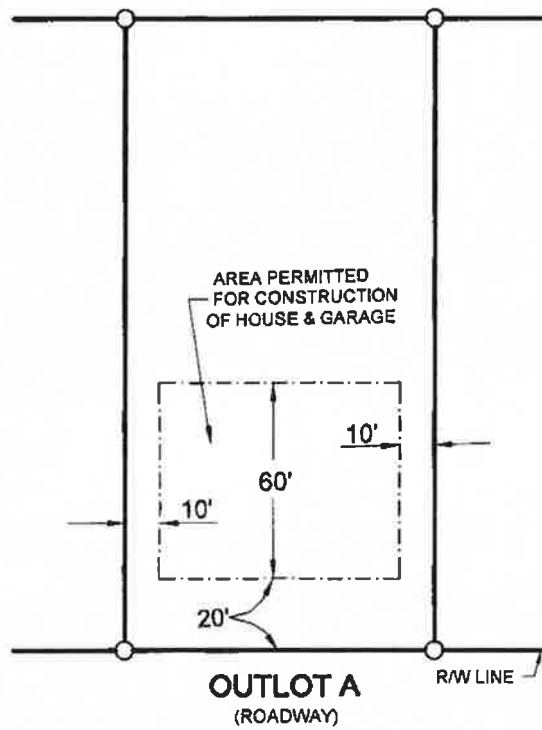 AREA PERMITTED
FOR CONSTRUCTION
OF HOUSE & GARAGE
10'
60'
10'
20'
OUTLOT A
(ROADWAY)
R/W LINE